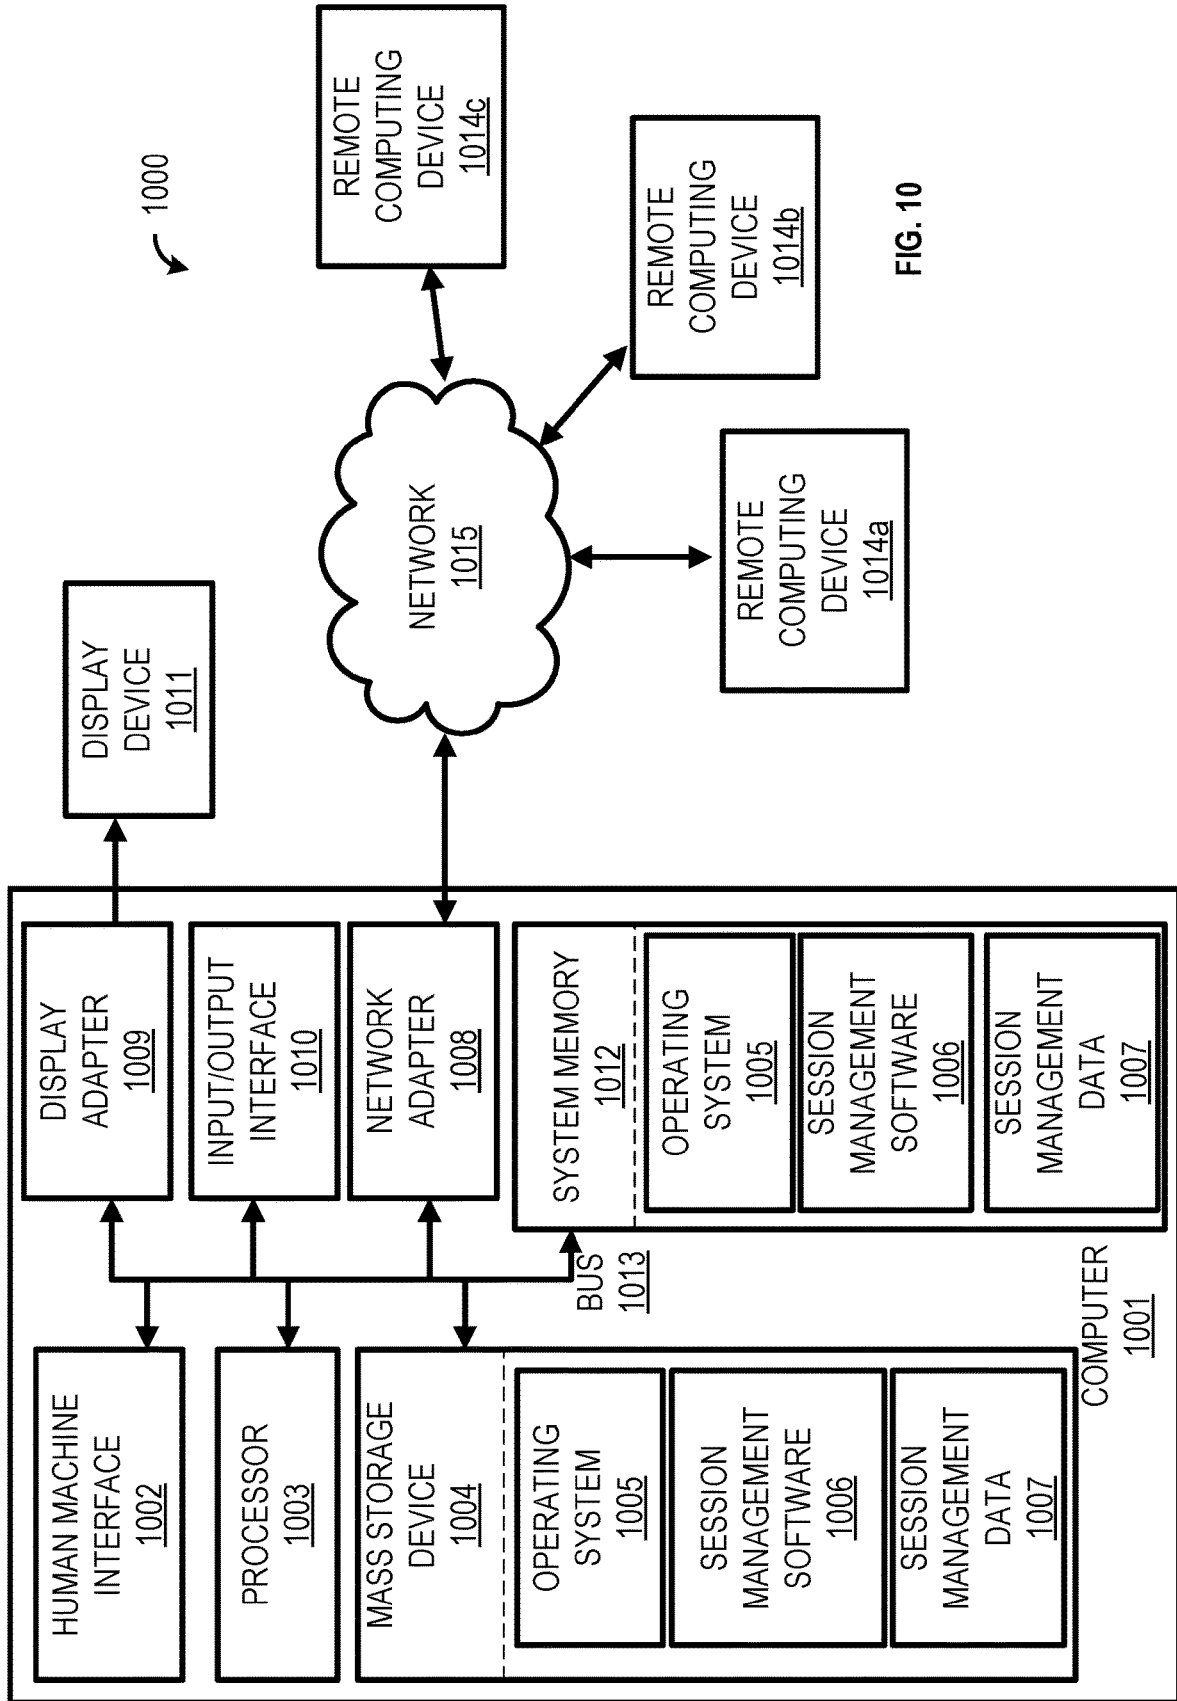 1000
HUMAN MACHINE
INTERFACE
1002
PROCESSOR
1003
MASS STORAGE
DEVICE
1004
OPERATING
SYSTEM
1005
SESSION
MANAGEMENT
SOFTWARE
1006
SESSION
MANAGEMENT
DATA
1007
BUS
1013
COMPUTER
1001
DISPLAY
ADAPTER
1009
INPUT/OUTPUT
INTERFACE
1010
NETWORK
ADAPTER
1008
SYSTEM MEMORY
1012
OPERATING
SYSTEM
1005
SESSION
MANAGEMENT
SOFTWARE
1006
SESSION
MANAGEMENT
DATA
1007
DISPLAY
DEVICE
1011
NETWORK
1015
REMOTE
COMPUTING
DEVICE
1014a
REMOTE
COMPUTING
DEVICE
1014b
REMOTE
COMPUTING
DEVICE
1014c
FIG. 10